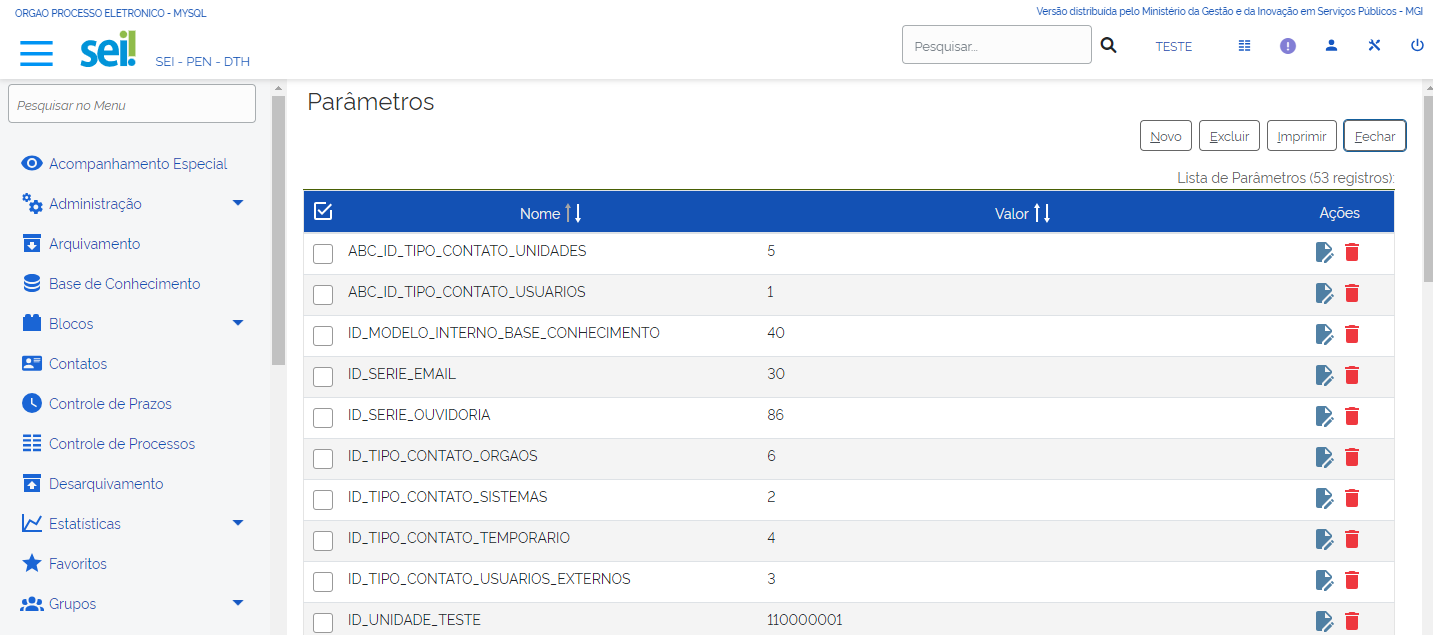 ORGAO PROCESSO ELETRONICO - MYSQL
Versão distribuída pelo Ministério da Gestão e da Inovação em Serviços Públicos - MGI
sei!
SEI - PEN - DTH
Pesquisar...
TESTE
Pesquisar no Menu
Acompanhamento Especial
Administração
Arquivamento
Base de Conhecimento
Blocos
Contatos
Controle de Prazos
Controle de Processos
Desarquivamento
Estatísticas
Favoritos
Grupos
Parâmetros
Novo
Excluir
Imprimir
Fechar
Lista de Parâmetros (53 registros):
Nome Valor Ações
ABC_ID_TIPO_CONTATO_UNIDADES 5
ABC_ID_TIPO_CONTATO_USUARIOS 1
ID_MODELO_INTERNO_BASE_CONHECIMENTO 40
ID_SERIE_EMAIL 30
ID_SERIE_OUVIDORIA 86
ID_TIPO_CONTATO_ORGAOS 6
ID_TIPO_CONTATO_SISTEMAS 2
ID_TIPO_CONTATO_TEMPORARIO 4
ID_TIPO_CONTATO_USUARIOS_EXTERNOS 3
ID_UNIDADE_TESTE 110000001